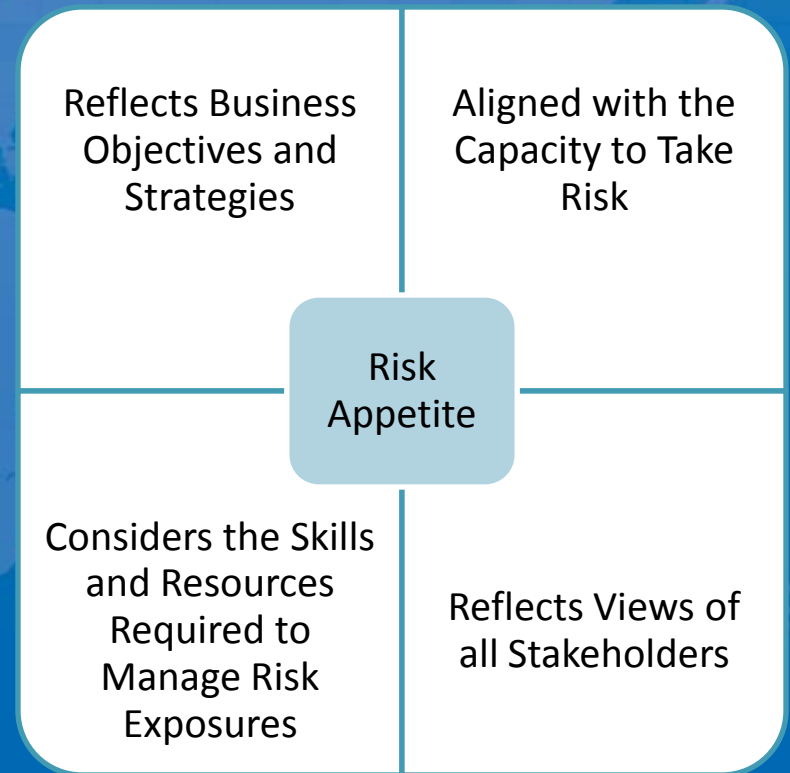 Reflects Business
Objectives and
Strategies
Aligned with the
Capacity to Take
Risk
Risk
Appetite
Considers the Skills
and Resources
Required to
Manage Risk
Exposures
Reflects Views of
all Stakeholders